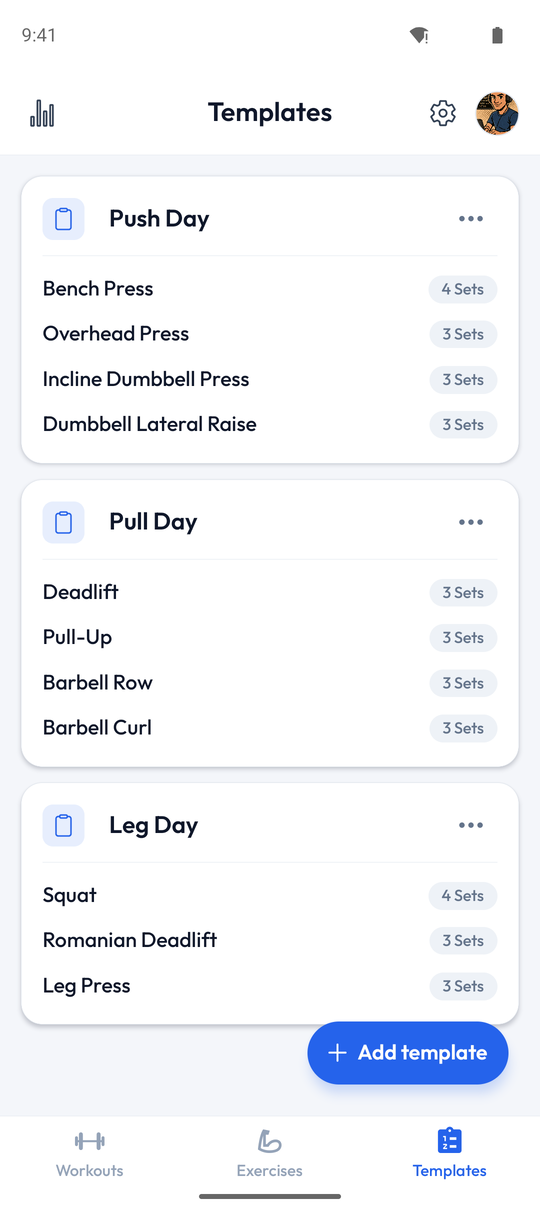 9:41
Templates
Push Day
Bench Press 4 Sets
Overhead Press 3 Sets
Incline Dumbbell Press 3 Sets
Dumbbell Lateral Raise 3 Sets
Pull Day
Deadlift 3 Sets
Pull-Up 3 Sets
Barbell Row 3 Sets
Barbell Curl 3 Sets
Leg Day
Squat 4 Sets
Romanian Deadlift 3 Sets
Leg Press 3 Sets
+ Add template
Workouts Exercises Templates